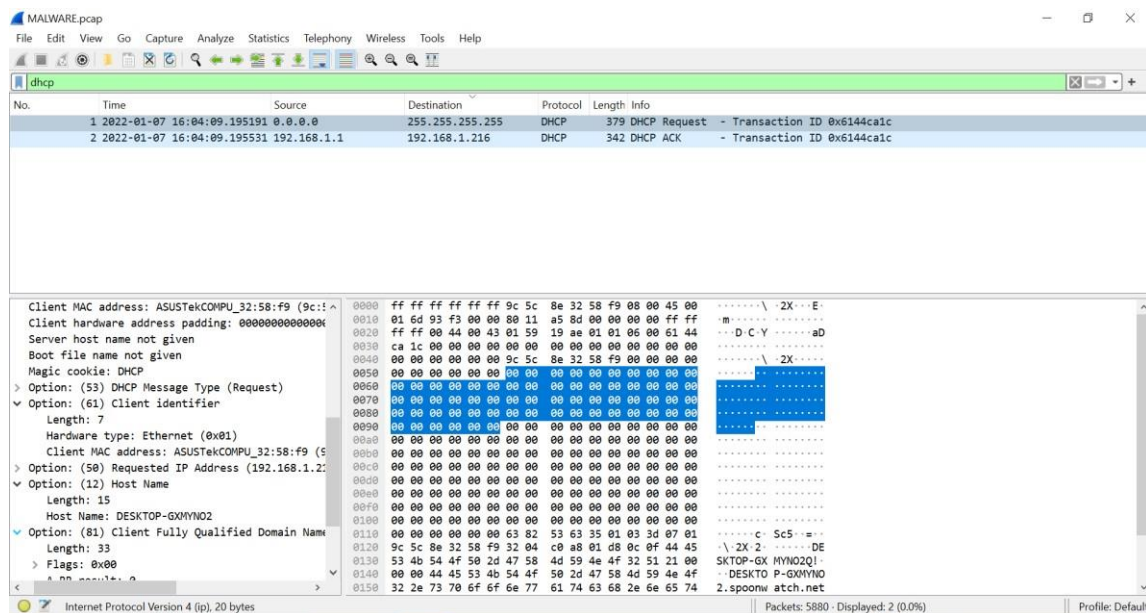 MALWARE.pcap
File Edit View Go Capture Analyze Statistics Telephony Wireless Tools Help
dhcp
No. Time Source Destination Protocol Length Info
1 2022-01-07 16:04:09.195191 0.0.0.0 255.255.255.255 DHCP 379 DHCP Request - Transaction ID 0x6144ca1c
2 2022-01-07 16:04:09.195531 192.168.1.1 192.168.1.216 DHCP 342 DHCP ACK - Transaction ID 0x6144ca1c
Client MAC address: ASUSTekCOMPU_32:58:f9 (9c:5
Client hardware address padding: 00000000000000
Server host name not given
Boot file name not given
Magic cookie: DHCP
> Option: (53) DHCP Message Type (Request)
Option: (61) Client identifier
Length: 7
Hardware type: Ethernet (0x01)
Client MAC address: ASUSTekCOMPU_32:58:f9 (9
> Option: (50) Requested IP Address (192.168.1.21
Option: (12) Host Name
Length: 15
Host Name: DESKTOP-GXMYNO2
Option: (81) Client Fully Qualified Domain Name
Length: 33
> Flags: 0x00
A-RR result: 0
0000 ff ff ff ff ff ff 9c 5c 8e 32 58 f9 08 00 45 00 ·······\ ·2X···E·
0010 01 6d 93 f3 00 00 80 11 a5 8d 00 00 00 00 ff ff ·m······ ········
0020 ff ff 00 44 00 43 01 59 19 ae 01 01 06 00 61 44 ···D·C·Y ······aD
0030 ca 1c 00 00 00 00 00 00 00 00 00 00 00 00 00 00 ········ ········
0040 00 00 00 00 00 00 9c 5c 8e 32 58 f9 00 00 00 00 ·······\ ·2X·····
0050 00 00 00 00 00 00 00 00 00 00 00 00 00 00 00 00 ········ ········
0060 00 00 00 00 00 00 00 00 00 00 00 00 00 00 00 00 ········ ········
0070 00 00 00 00 00 00 00 00 00 00 00 00 00 00 00 00 ········ ········
0080 00 00 00 00 00 00 00 00 00 00 00 00 00 00 00 00 ········ ········
0090 00 00 00 00 00 00 00 00 00 00 00 00 00 00 00 00 ········ ········
00a0 00 00 00 00 00 00 00 00 00 00 00 00 00 00 00 00 ········ ········
00b0 00 00 00 00 00 00 00 00 00 00 00 00 00 00 00 00 ········ ········
00c0 00 00 00 00 00 00 00 00 00 00 00 00 00 00 00 00 ········ ········
00d0 00 00 00 00 00 00 00 00 00 00 00 00 00 00 00 00 ········ ········
00e0 00 00 00 00 00 00 00 00 00 00 00 00 00 00 00 00 ········ ········
00f0 00 00 00 00 00 00 00 00 00 00 00 00 00 00 00 00 ········ ········
0100 00 00 00 00 00 00 00 00 00 00 00 00 00 00 00 00 ········ ········
0110 00 00 00 00 00 00 63 82 53 63 35 01 03 3d 07 01 ······c· Sc5··=··
0120 9c 5c 8e 32 58 f9 32 04 c0 a8 01 d8 0c 0f 44 45 ·\·2X·2· ······DE
0130 53 4b 54 4f 50 2d 47 58 4d 59 4e 4f 32 51 21 00 SKTOP-GX MYNO2Q!·
0140 00 00 44 45 53 4b 54 4f 50 2d 47 58 4d 59 4e 4f ··DESKTO P-GXMYNO
0150 32 2e 73 70 6f 6f 6e 77 61 74 63 68 2e 6e 65 74 2.spoonw atch.net
Internet Protocol Version 4 (ip), 20 bytes Packets: 5880 · Displayed: 2 (0.0%) Profile: Defaul